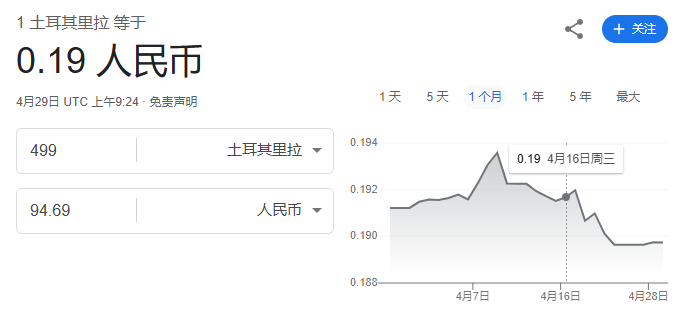 1 土耳其里拉 等于
0.19 人民币
4月29日 UTC 上午9:24 · 免责声明
499 土耳其里拉
94.69 人民币
关注
1 天 5 天 1 个月 1 年 5 年 最大
0.194
0.192
0.190
0.188
0.19 4月16日周三
4月7日 4月16日 4月28日